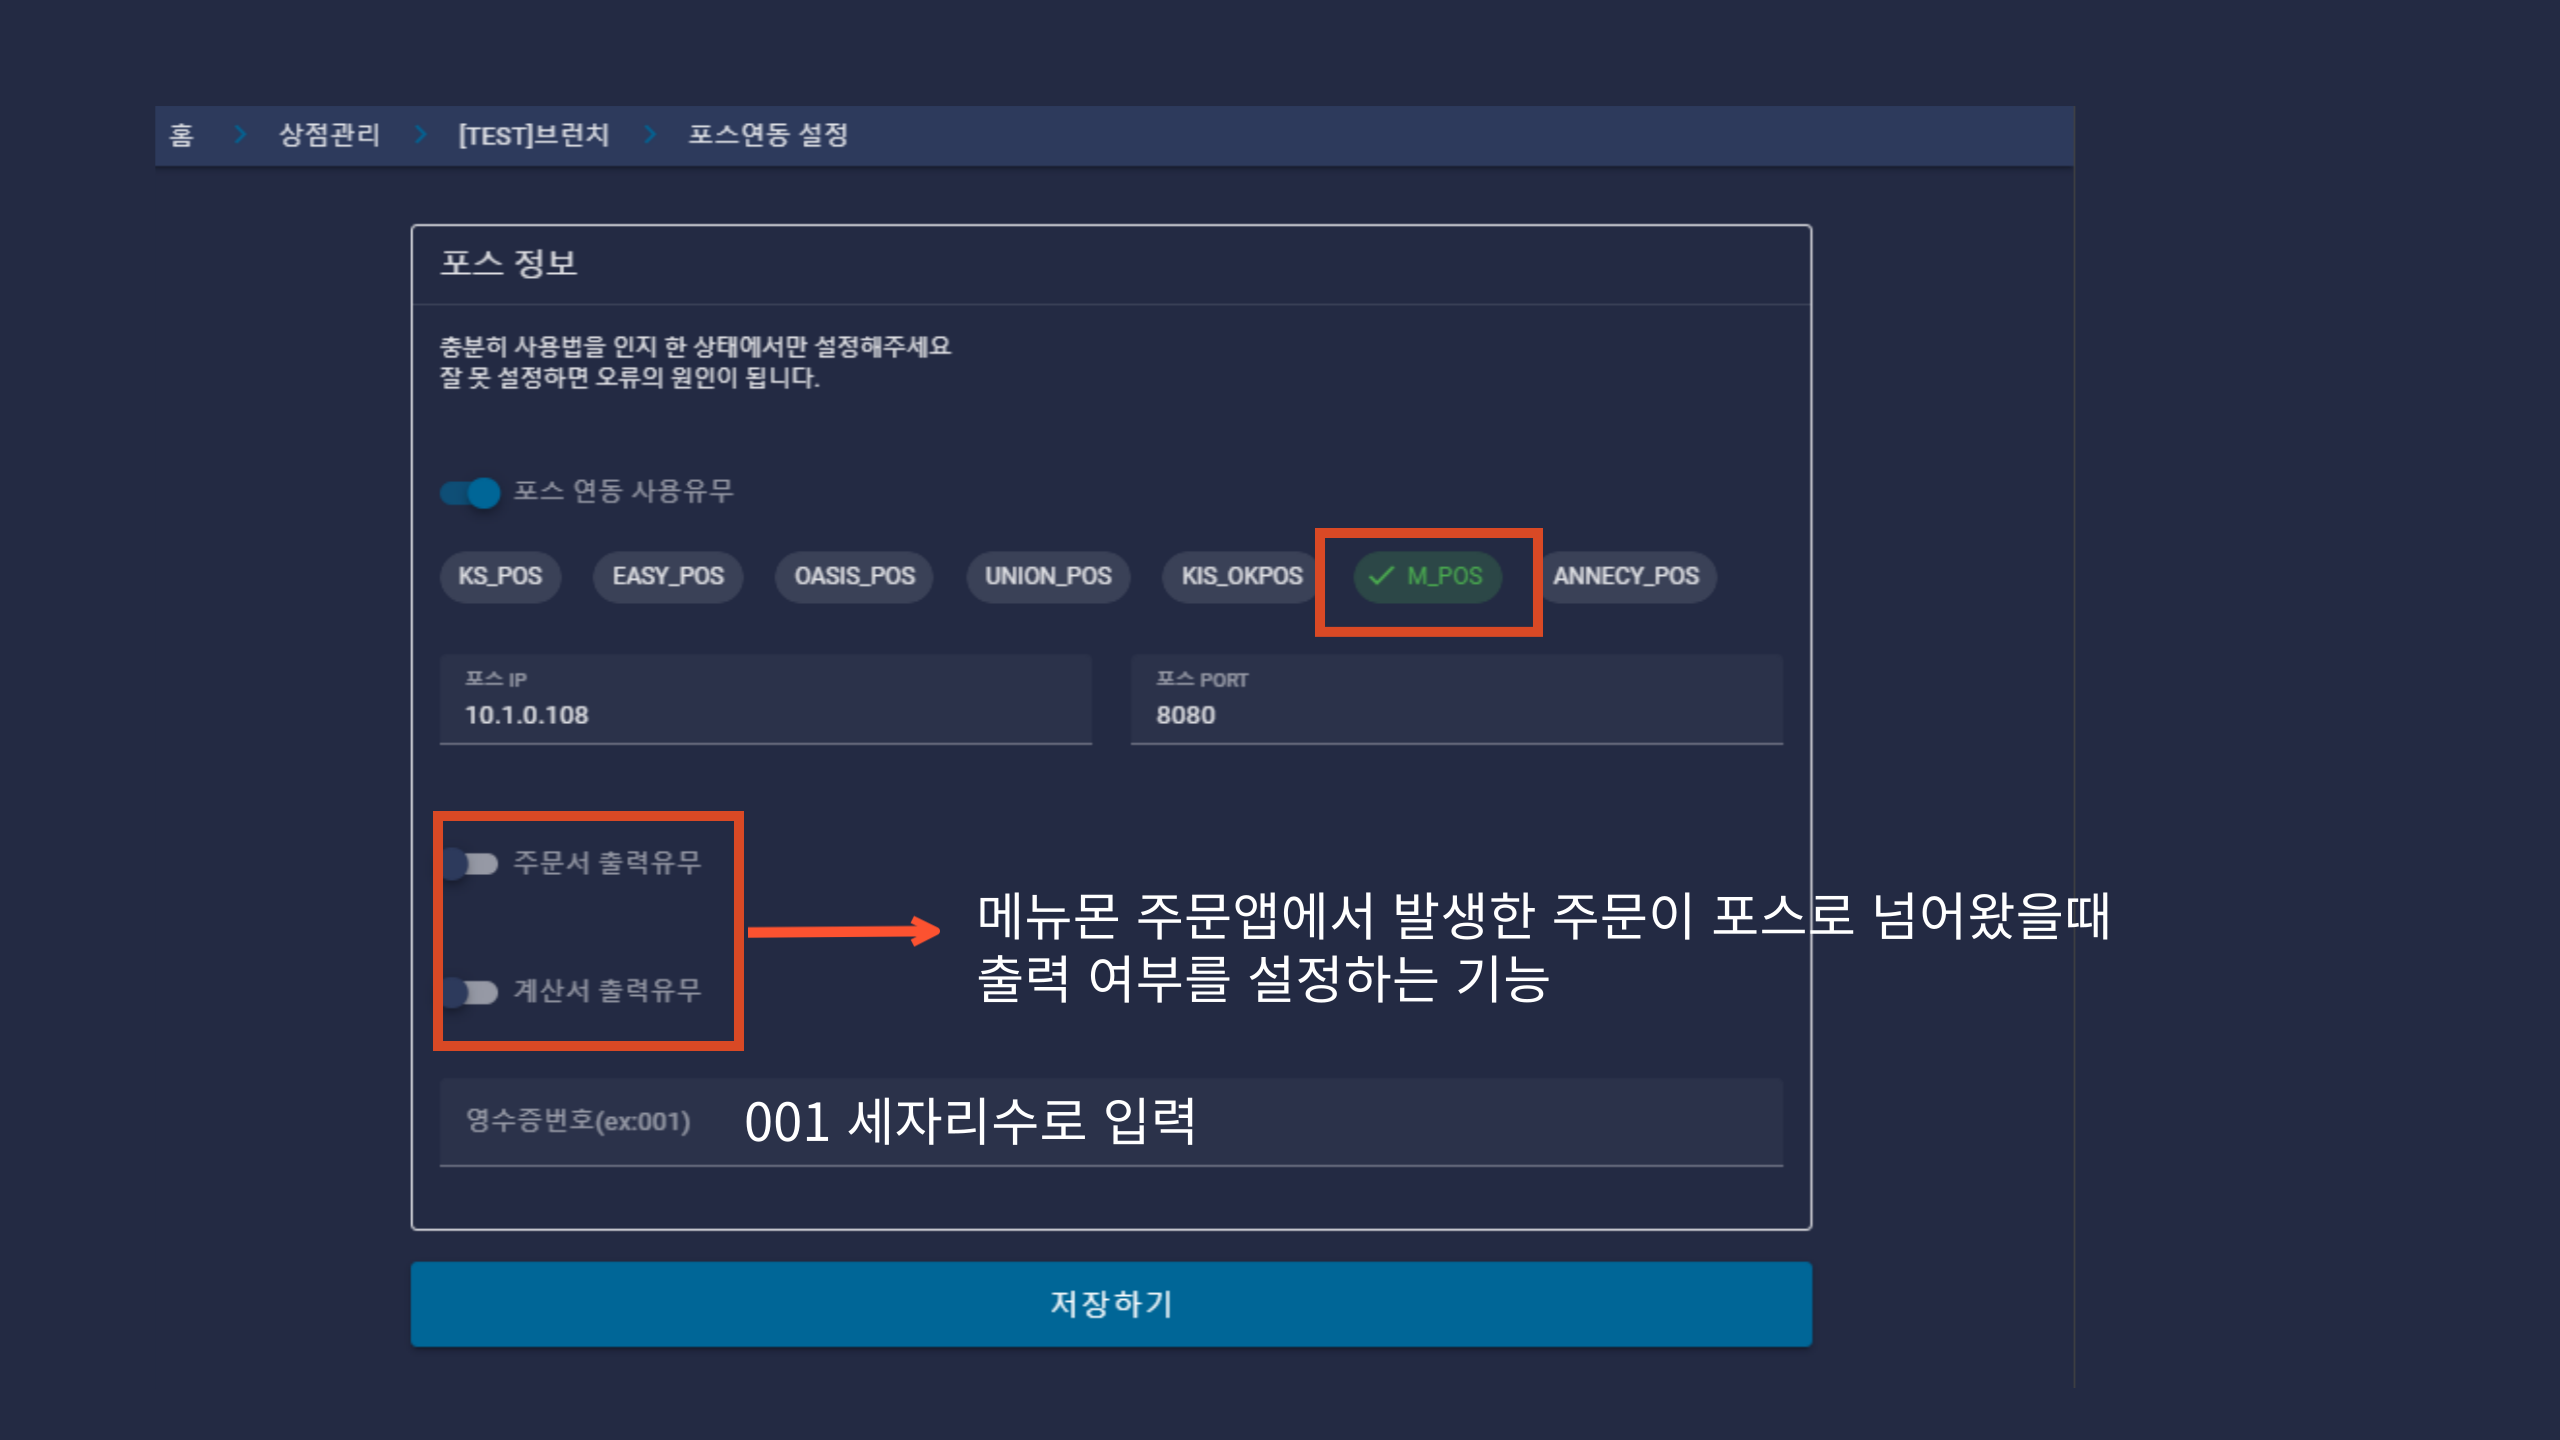 홈 > 상점관리 > [TEST]브런치 > 포스연동 설정
포스 정보
충분히 사용법을 인지 한 상태에서만 설정해주세요
잘 못 설정하면 오류의 원인이 됩니다.
포스 연동 사용유무
KS_POS EASY_POS OASIS_POS UNION_POS KIS_OKPOS M_POS ANNECY_POS
포스 IP
10.1.0.108
포스 PORT
8080
주문서 출력유무
계산서 출력유무
메뉴몬 주문앱에서 발생한 주문이 포스로 넘어왔을때
출력 여부를 설정하는 기능
영수증번호(ex:001) 001 세자리수로 입력
저장하기